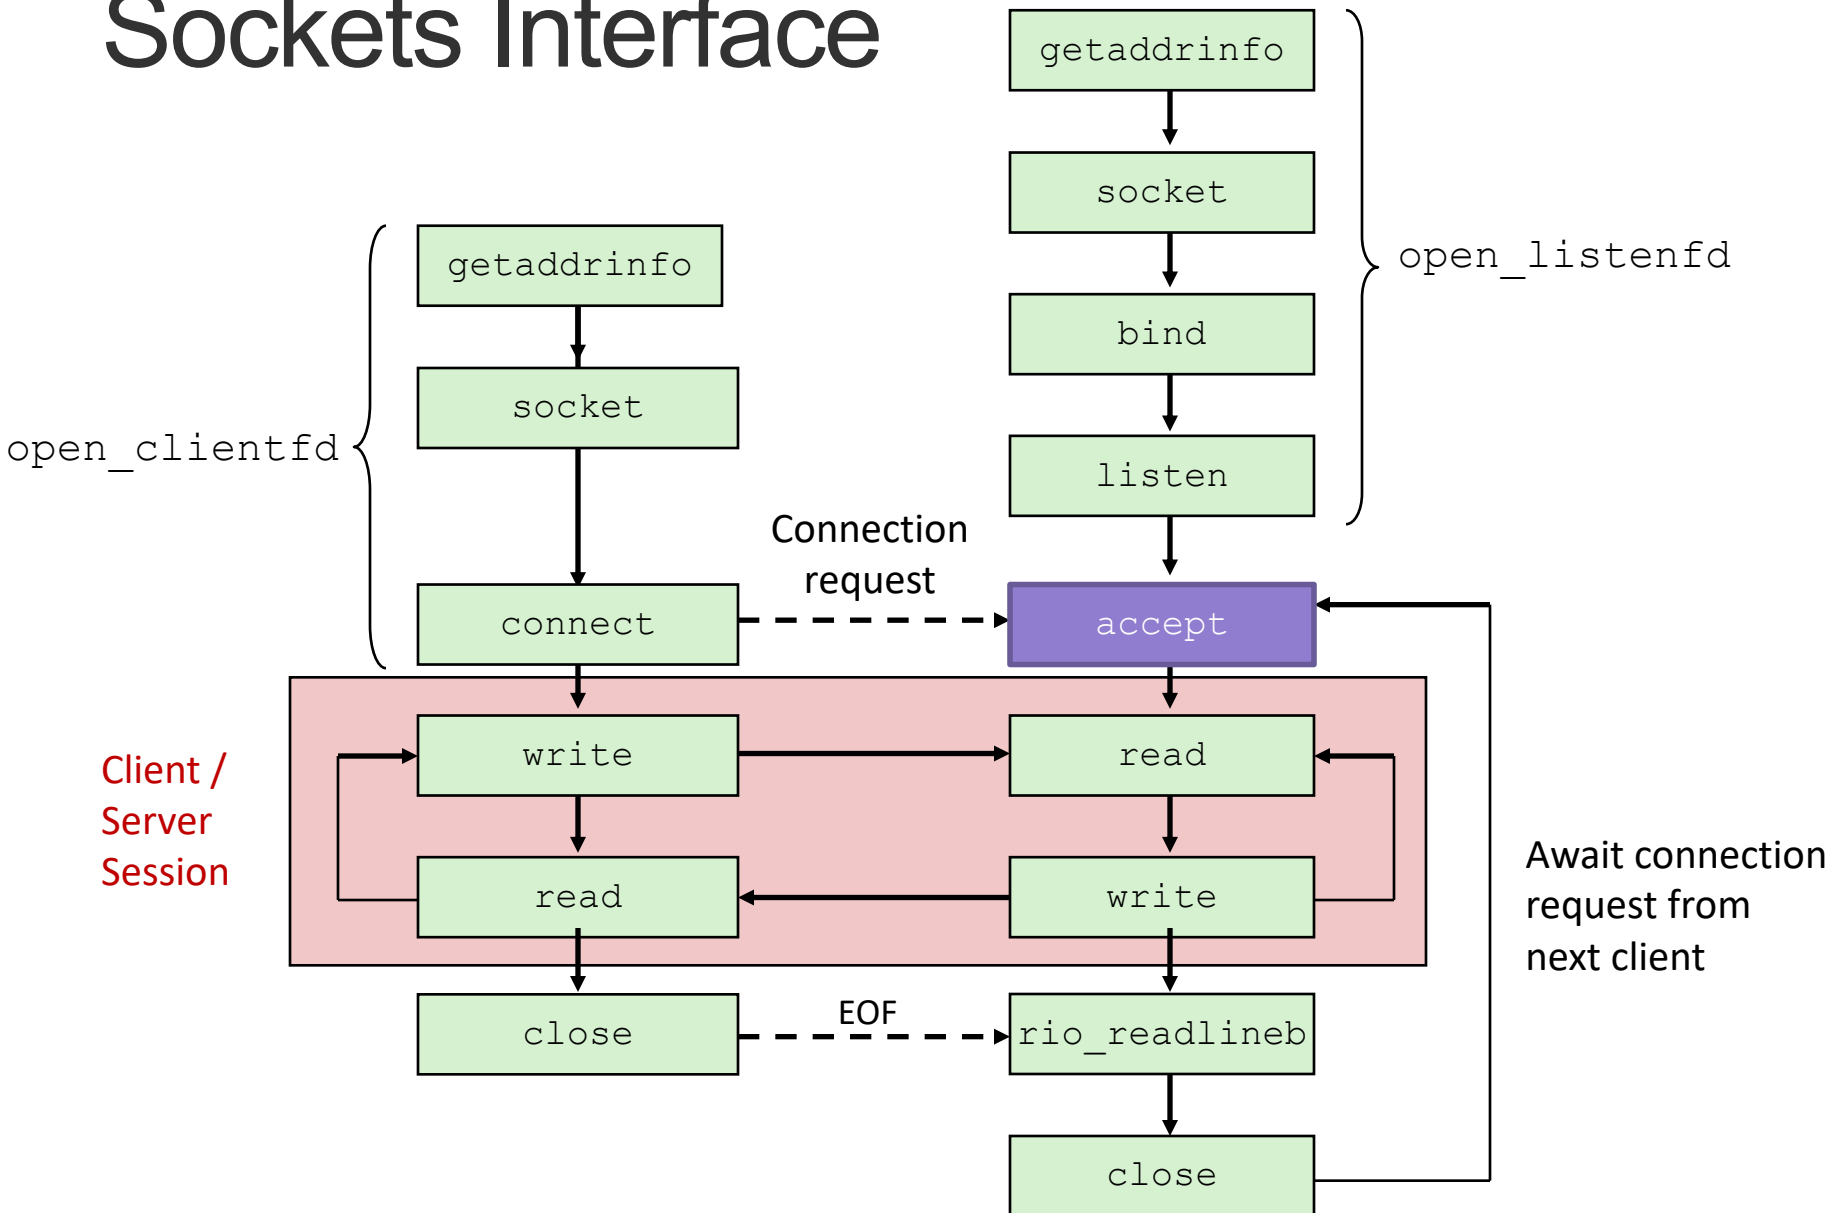 Sockets Interface
getaddrinfo
socket
bind
listen
open_listenfd
getaddrinfo
socket
open_clientfd
connect
Connection
request
accept
Client /
Server
Session
write
read
read
write
Await connection
request from
next client
close
EOF
rio_readlineb
close